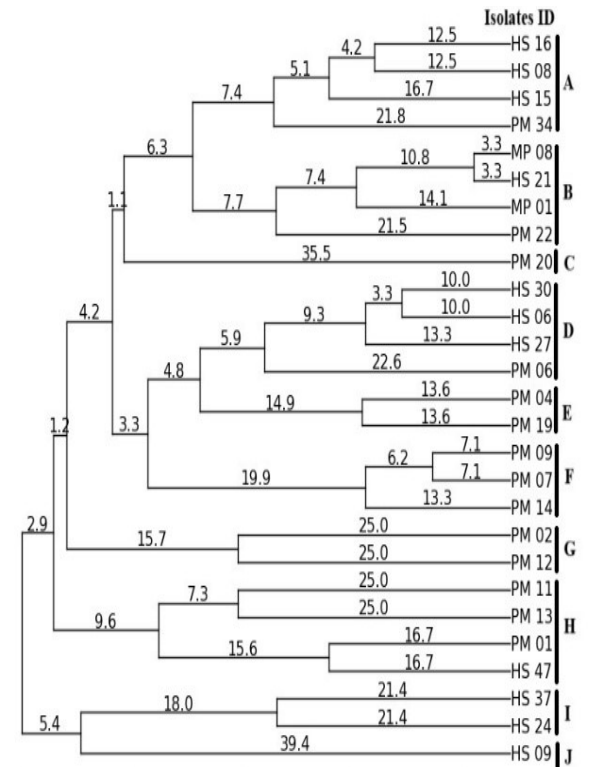 Isolates ID
12.5 HS 16
4.2
12.5 HS 08
5.1
16.7 HS 15
A
7.4
21.8 PM 34
6.3
3.3 MP 08
10.8
3.3 HS 21
7.4
14.1 MP 01
B
7.7
21.5 PM 22
1.1
35.5 PM 20 C
10.0 HS 30
3.3
10.0 HS 06
9.3
13.3 HS 27
D
5.9
22.6 PM 06
4.2
4.8
13.6 PM 04
14.9
13.6 PM 19
E
3.3
7.1 PM 09
6.2
7.1 PM 07
F
19.9
13.3 PM 14
1.2
25.0 PM 02
15.7
25.0 PM 12
G
2.9
25.0 PM 11
7.3
25.0 PM 13
H
9.6
16.7 PM 01
15.6
16.7 HS 47
21.4 HS 37
18.0
21.4 HS 24
I
5.4
39.4 HS 09 J